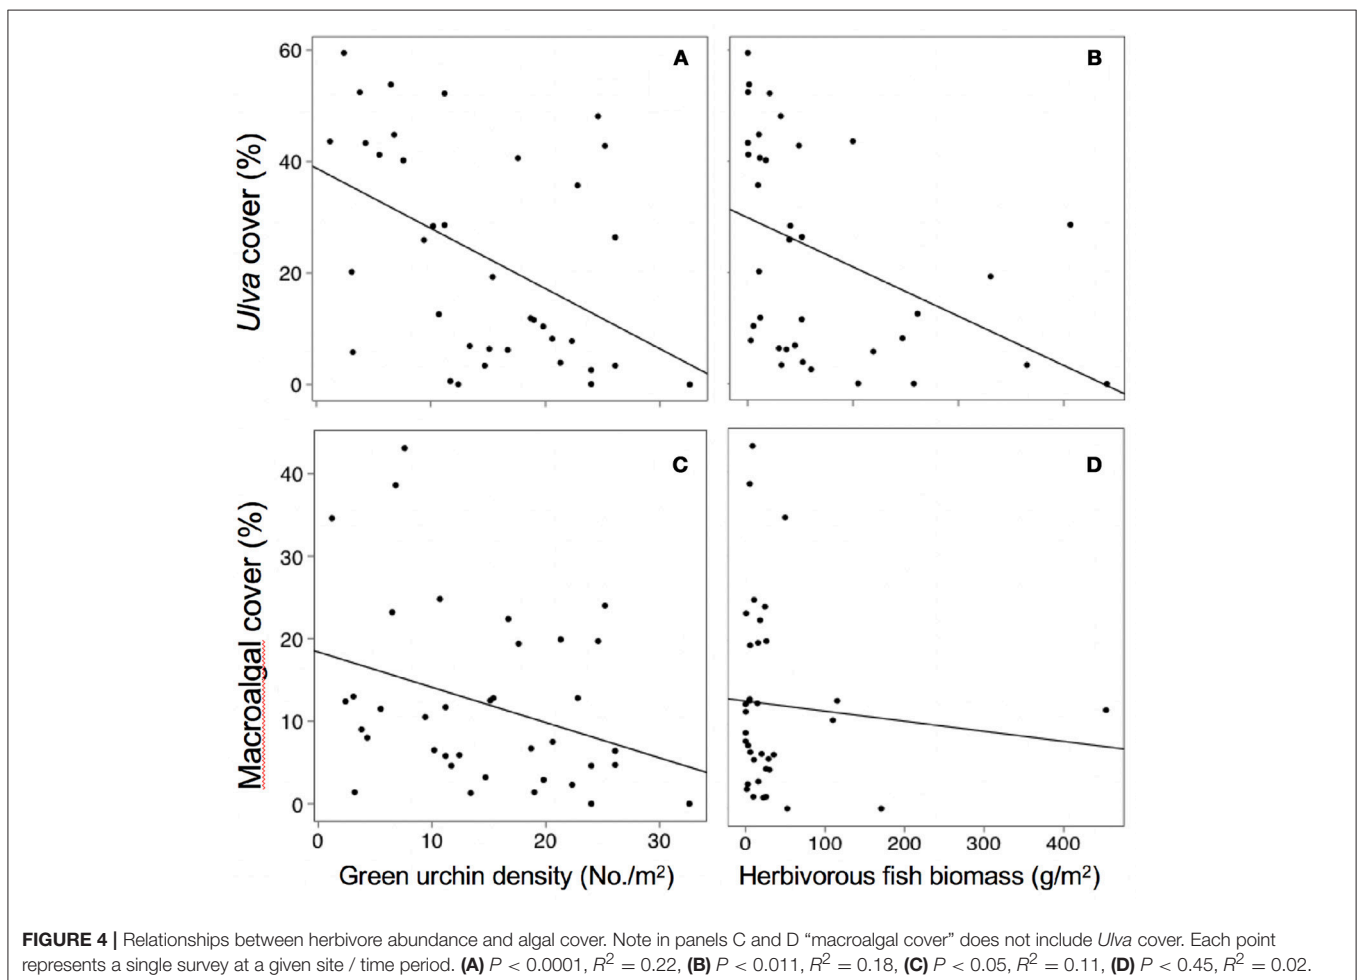 A
B
60
40
20
0
Ulva cover (%)
C
D
40
30
20
10
0
Macroalgal cover (%)
0 10 20 30
0 100 200 300 400
Green urchin density (No./m²)
Herbivorous fish biomass (g/m²)
FIGURE 4 | Relationships between herbivore abundance and algal cover. Note in panels C and D “macroalgal cover” does not include Ulva cover. Each point
represents a single survey at a given site / time period. (A) P < 0.0001, R² = 0.22, (B) P < 0.011, R² = 0.18, (C) P < 0.05, R² = 0.11, (D) P < 0.45, R² = 0.02.